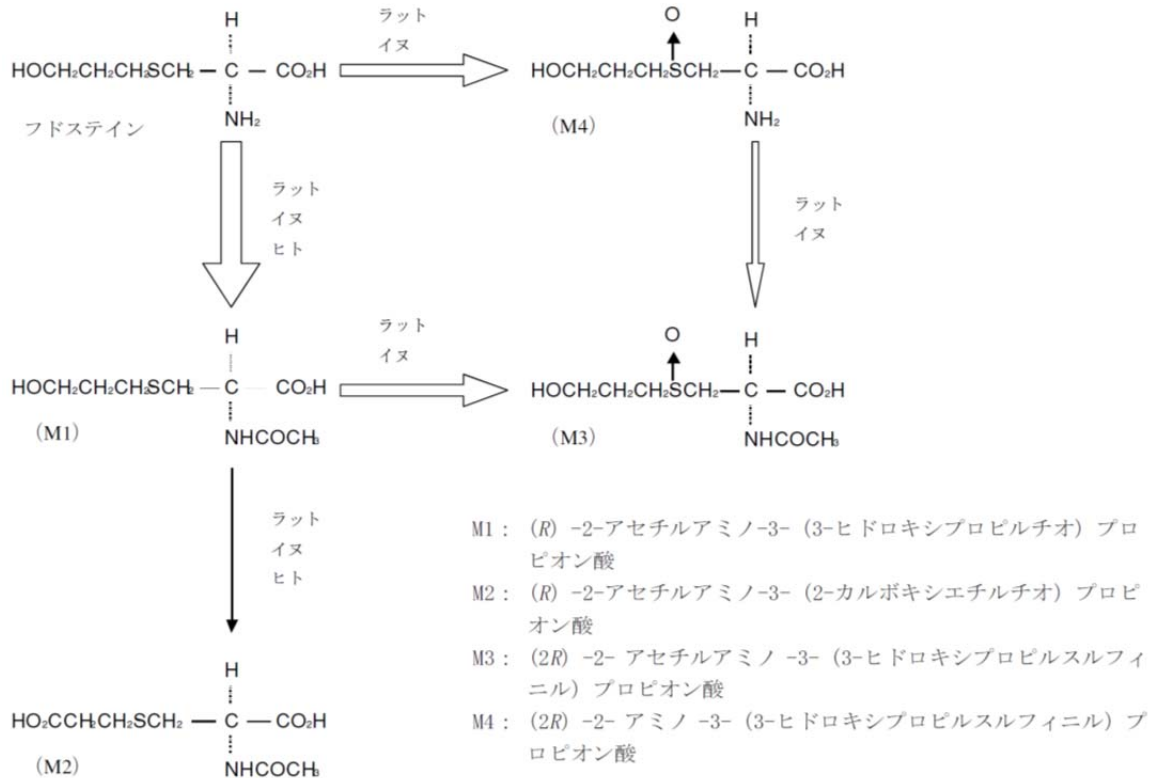 H
ラット
イヌ
HOCH₂CH₂CH₂SCH₂ — C — CO₂H
NH₂
フドステイン
O
H
HOCH₂CH₂CH₂SCH₂ — C — CO₂H
NH₂
(M4)
ラット
イヌ
ヒト
ラット
イヌ
H
HOCH₂CH₂CH₂SCH₂ — C — CO₂H
NHCOCH₃
(M1)
ラット
イヌ
O
H
HOCH₂CH₂CH₂SCH₂ — C — CO₂H
NHCOCH₃
(M3)
ラット
イヌ
ヒト
H
HO₂CCH₂CH₂SCH₂ — C — CO₂H
NHCOCH₃
(M2)
M1： (R) -2-アセチルアミノ-3- (3-ヒドロキシプロピルチオ) プロ
ピオン酸
M2： (R) -2-アセチルアミノ-3- (2-カルボキシエチルチオ) プロピ
オン酸
M3： (2R) -2- アセチルアミノ -3- (3-ヒドロキシプロピルスルフィ
ニル) プロピオン酸
M4： (2R) -2- アミノ -3- (3-ヒドロキシプロピルスルフィニル) プ
ロピオン酸